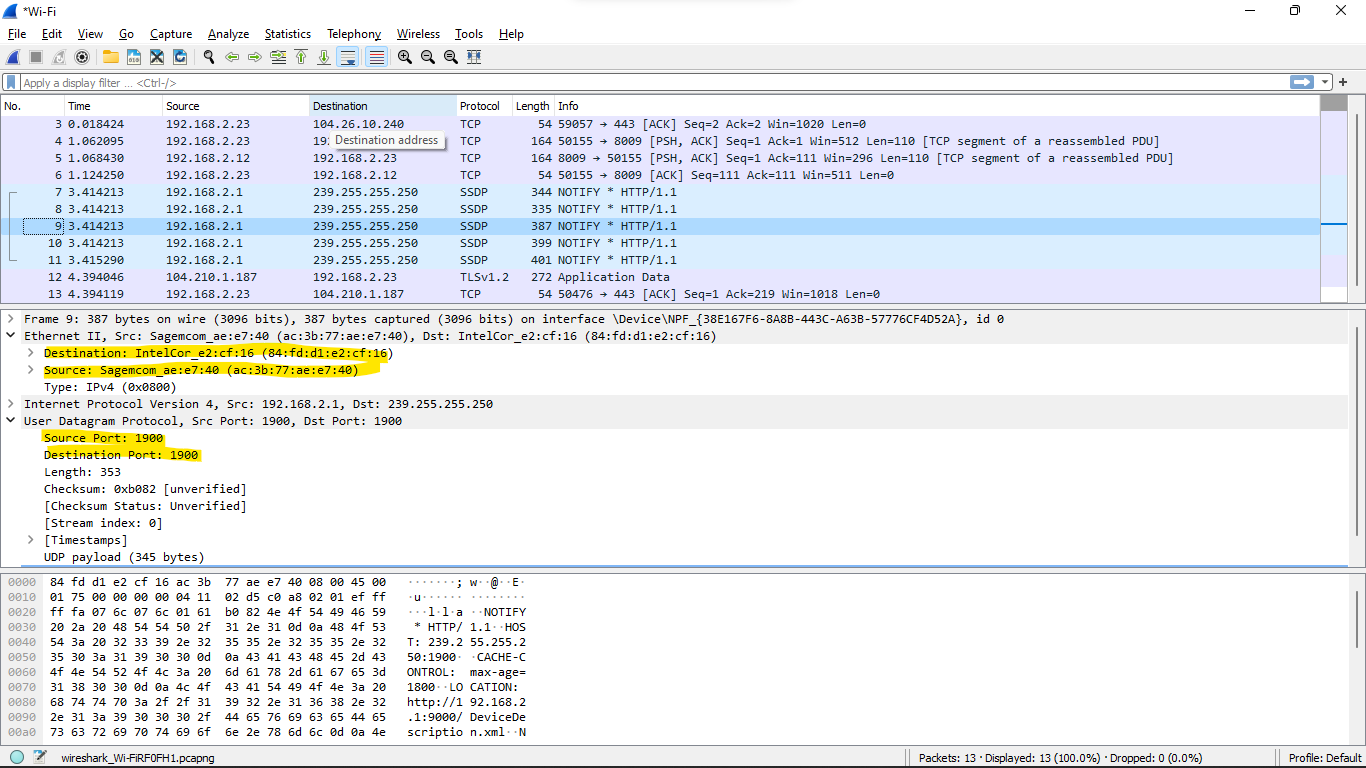 *Wi-Fi
File Edit View Go Capture Analyze Statistics Telephony Wireless Tools Help
Apply a display filter ... <Ctrl-/>
No. Time Source Destination Protocol Length Info
3 0.018424 192.168.2.23 104.26.10.240 TCP 54 59057 → 443 [ACK] Seq=2 Ack=2 Win=1020 Len=0
4 1.062095 192.168.2.23 19 TCP 164 50155 → 8009 [PSH, ACK] Seq=1 Ack=1 Win=512 Len=110 [TCP segment of a reassembled PDU]
Destination address
5 1.068430 192.168.2.12 192.168.2.23 TCP 164 8009 → 50155 [PSH, ACK] Seq=1 Ack=111 Win=296 Len=110 [TCP segment of a reassembled PDU]
6 1.124250 192.168.2.23 192.168.2.12 TCP 54 50155 → 8009 [ACK] Seq=111 Ack=111 Win=511 Len=0
7 3.414213 192.168.2.1 239.255.255.250 SSDP 344 NOTIFY * HTTP/1.1
8 3.414213 192.168.2.1 239.255.255.250 SSDP 335 NOTIFY * HTTP/1.1
9 3.414213 192.168.2.1 239.255.255.250 SSDP 387 NOTIFY * HTTP/1.1
10 3.414213 192.168.2.1 239.255.255.250 SSDP 399 NOTIFY * HTTP/1.1
11 3.415290 192.168.2.1 239.255.255.250 SSDP 401 NOTIFY * HTTP/1.1
12 4.394046 104.210.1.187 192.168.2.23 TLSv1.2 272 Application Data
13 4.394119 192.168.2.23 104.210.1.187 TCP 54 50476 → 443 [ACK] Seq=1 Ack=219 Win=1018 Len=0
Frame 9: 387 bytes on wire (3096 bits), 387 bytes captured (3096 bits) on interface \Device\NPF_{38E167F6-8A8B-443C-A63B-57776CF4D52A}, id 0
Ethernet II, Src: Sagemcom_ae:e7:40 (ac:3b:77:ae:e7:40), Dst: IntelCor_e2:cf:16 (84:fd:d1:e2:cf:16)
Destination: IntelCor_e2:cf:16 (84:fd:d1:e2:cf:16)
Source: Sagemcom_ae:e7:40 (ac:3b:77:ae:e7:40)
Type: IPv4 (0x0800)
Internet Protocol Version 4, Src: 192.168.2.1, Dst: 239.255.255.250
User Datagram Protocol, Src Port: 1900, Dst Port: 1900
Source Port: 1900
Destination Port: 1900
Length: 353
Checksum: 0xb082 [unverified]
[Checksum Status: Unverified]
[Stream index: 0]
[Timestamps]
UDP payload (345 bytes)
0000 84 fd d1 e2 cf 16 ac 3b 77 ae e7 40 08 00 45 00 ·······; w··@··E·
0010 01 75 00 00 00 00 04 11 02 d5 c0 a8 02 01 ef ff ·u······ ········
0020 ff fa 07 6c 07 6c 01 61 b0 82 4e 4f 54 49 46 59 ···l·l·a ··NOTIFY
0030 20 2a 20 48 54 54 50 2f 31 2e 31 0d 0a 48 4f 53 * HTTP/ 1.1··HOS
0040 54 3a 20 32 33 39 2e 32 35 35 2e 32 35 35 2e 32 T: 239.2 55.255.2
0050 35 30 3a 31 39 30 30 0d 0a 43 41 43 48 45 2d 43 50:1900· ·CACHE-C
0060 4f 4e 54 52 4f 4c 3a 20 6d 61 78 2d 61 67 65 3d ONTROL: max-age=
0070 31 38 30 30 0d 0a 4c 4f 43 41 54 49 4f 4e 3a 20 1800··LO CATION:
0080 68 74 74 70 3a 2f 2f 31 39 32 2e 31 36 38 2e 32 http://1 92.168.2
0090 2e 31 3a 39 30 30 30 2f 44 65 76 69 63 65 44 65 .1:9000/ DeviceDe
00a0 73 63 72 69 70 74 69 6f 6e 2e 78 6d 6c 0d 0a 4e scriptio n.xml··N
wireshark_Wi-FiRF0FH1.pcapng Packets: 13 · Displayed: 13 (100.0%) · Dropped: 0 (0.0%) Profile: Default